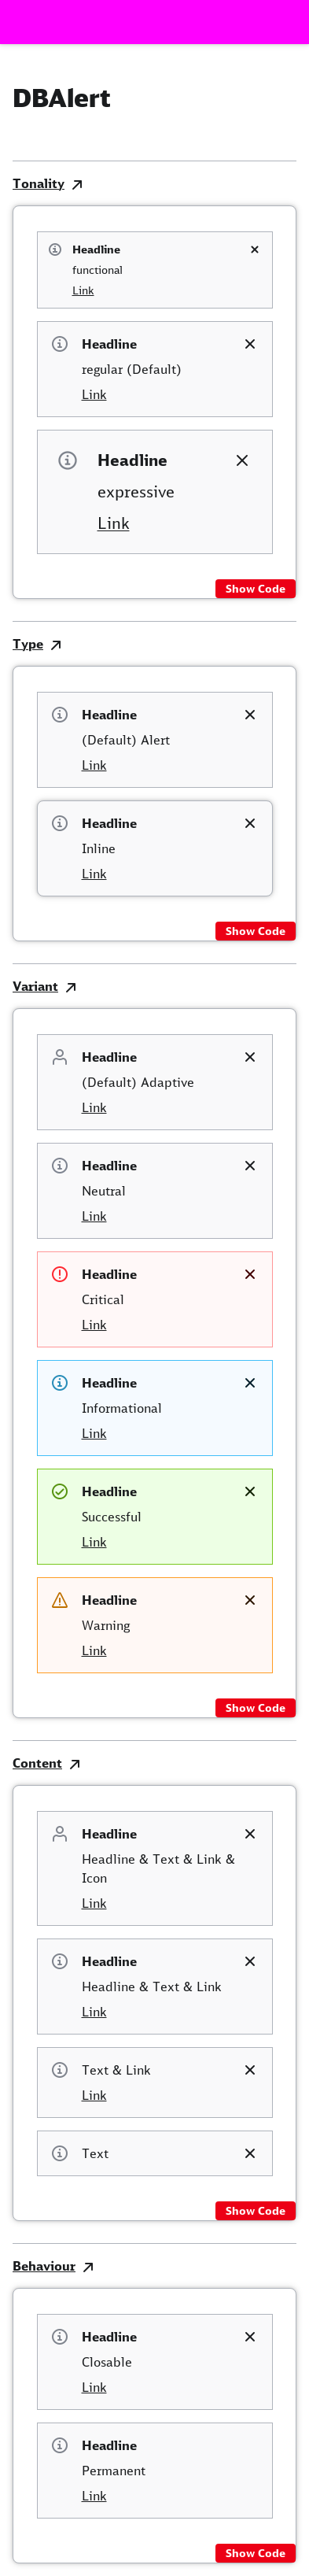 DBAlert
Tonality
Headline
functional
Link
Headline
regular (Default)
Link
Headline
expressive
Link
Show Code
Type
Headline
(Default) Alert
Link
Headline
Inline
Link
Show Code
Variant
Headline
(Default) Adaptive
Link
Headline
Neutral
Link
Headline
Critical
Link
Headline
Informational
Link
Headline
Successful
Link
Headline
Warning
Link
Show Code
Content
Headline
Headline & Text & Link &
Icon
Link
Headline
Headline & Text & Link
Link
Text & Link
Link
Text
Show Code
Behaviour
Headline
Closable
Link
Headline
Permanent
Link
Show Code